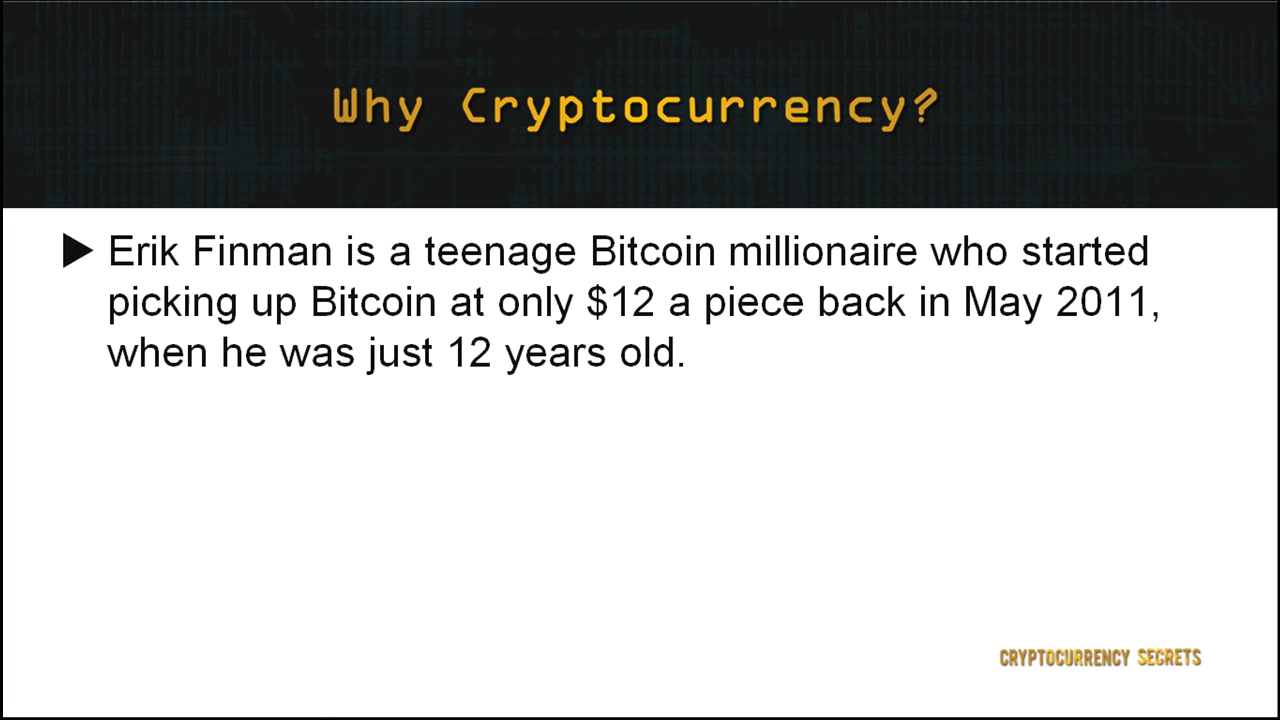 Why Cryptocurrency?
Erik Finman is a teenage Bitcoin millionaire who started
picking up Bitcoin at only $12 a piece back in May 2011,
when he was just 12 years old.
CRYPTOCURRENCY SECRETS